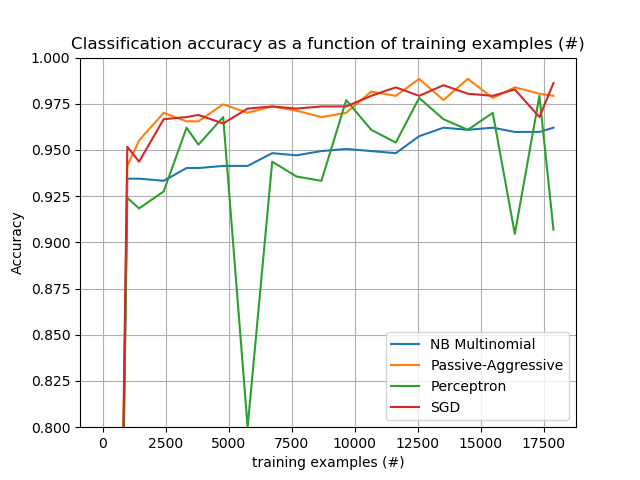 Classification accuracy as a function of training examples (#)
1.000
0.975
0.950
0.925
0.900
0.875
0.850
0.825
0.800
Accuracy
NB Multinomial
Passive-Aggressive
Perceptron
SGD
0 2500 5000 7500 10000 12500 15000 17500
training examples (#)